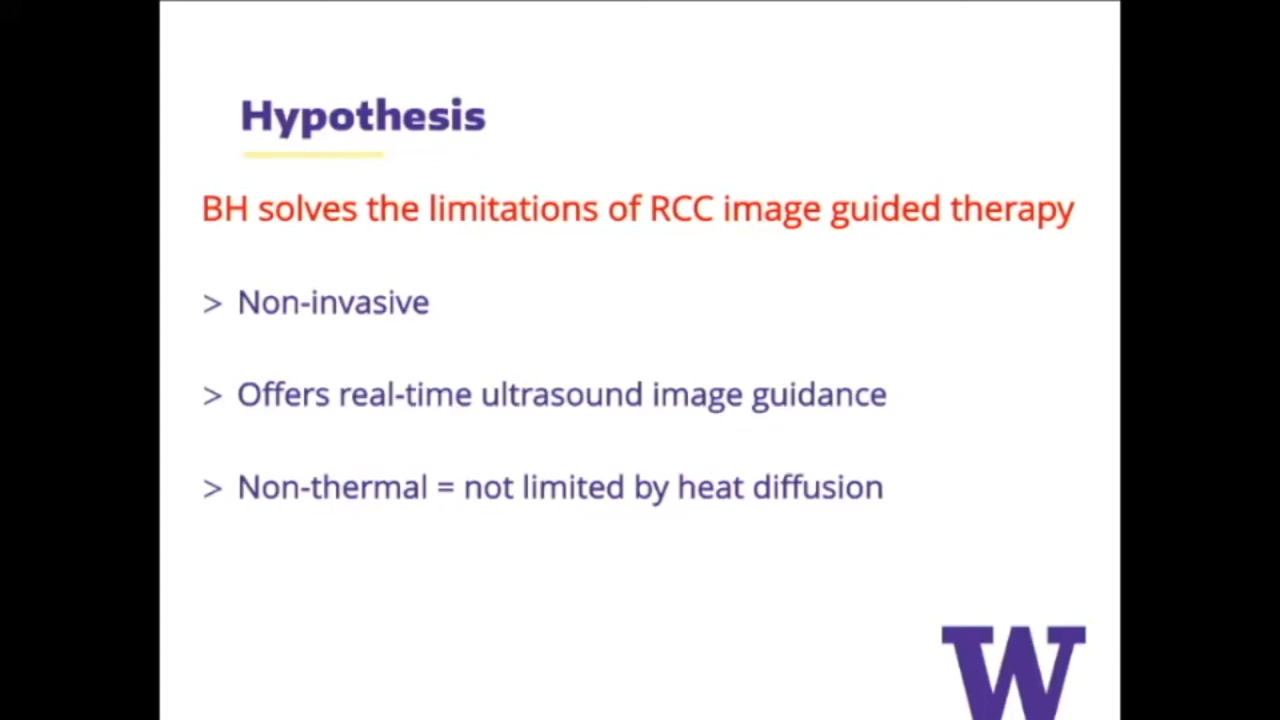 Hypothesis
BH solves the limitations of RCC image guided therapy
> Non-invasive
> Offers real-time ultrasound image guidance
> Non-thermal = not limited by heat diffusion
W